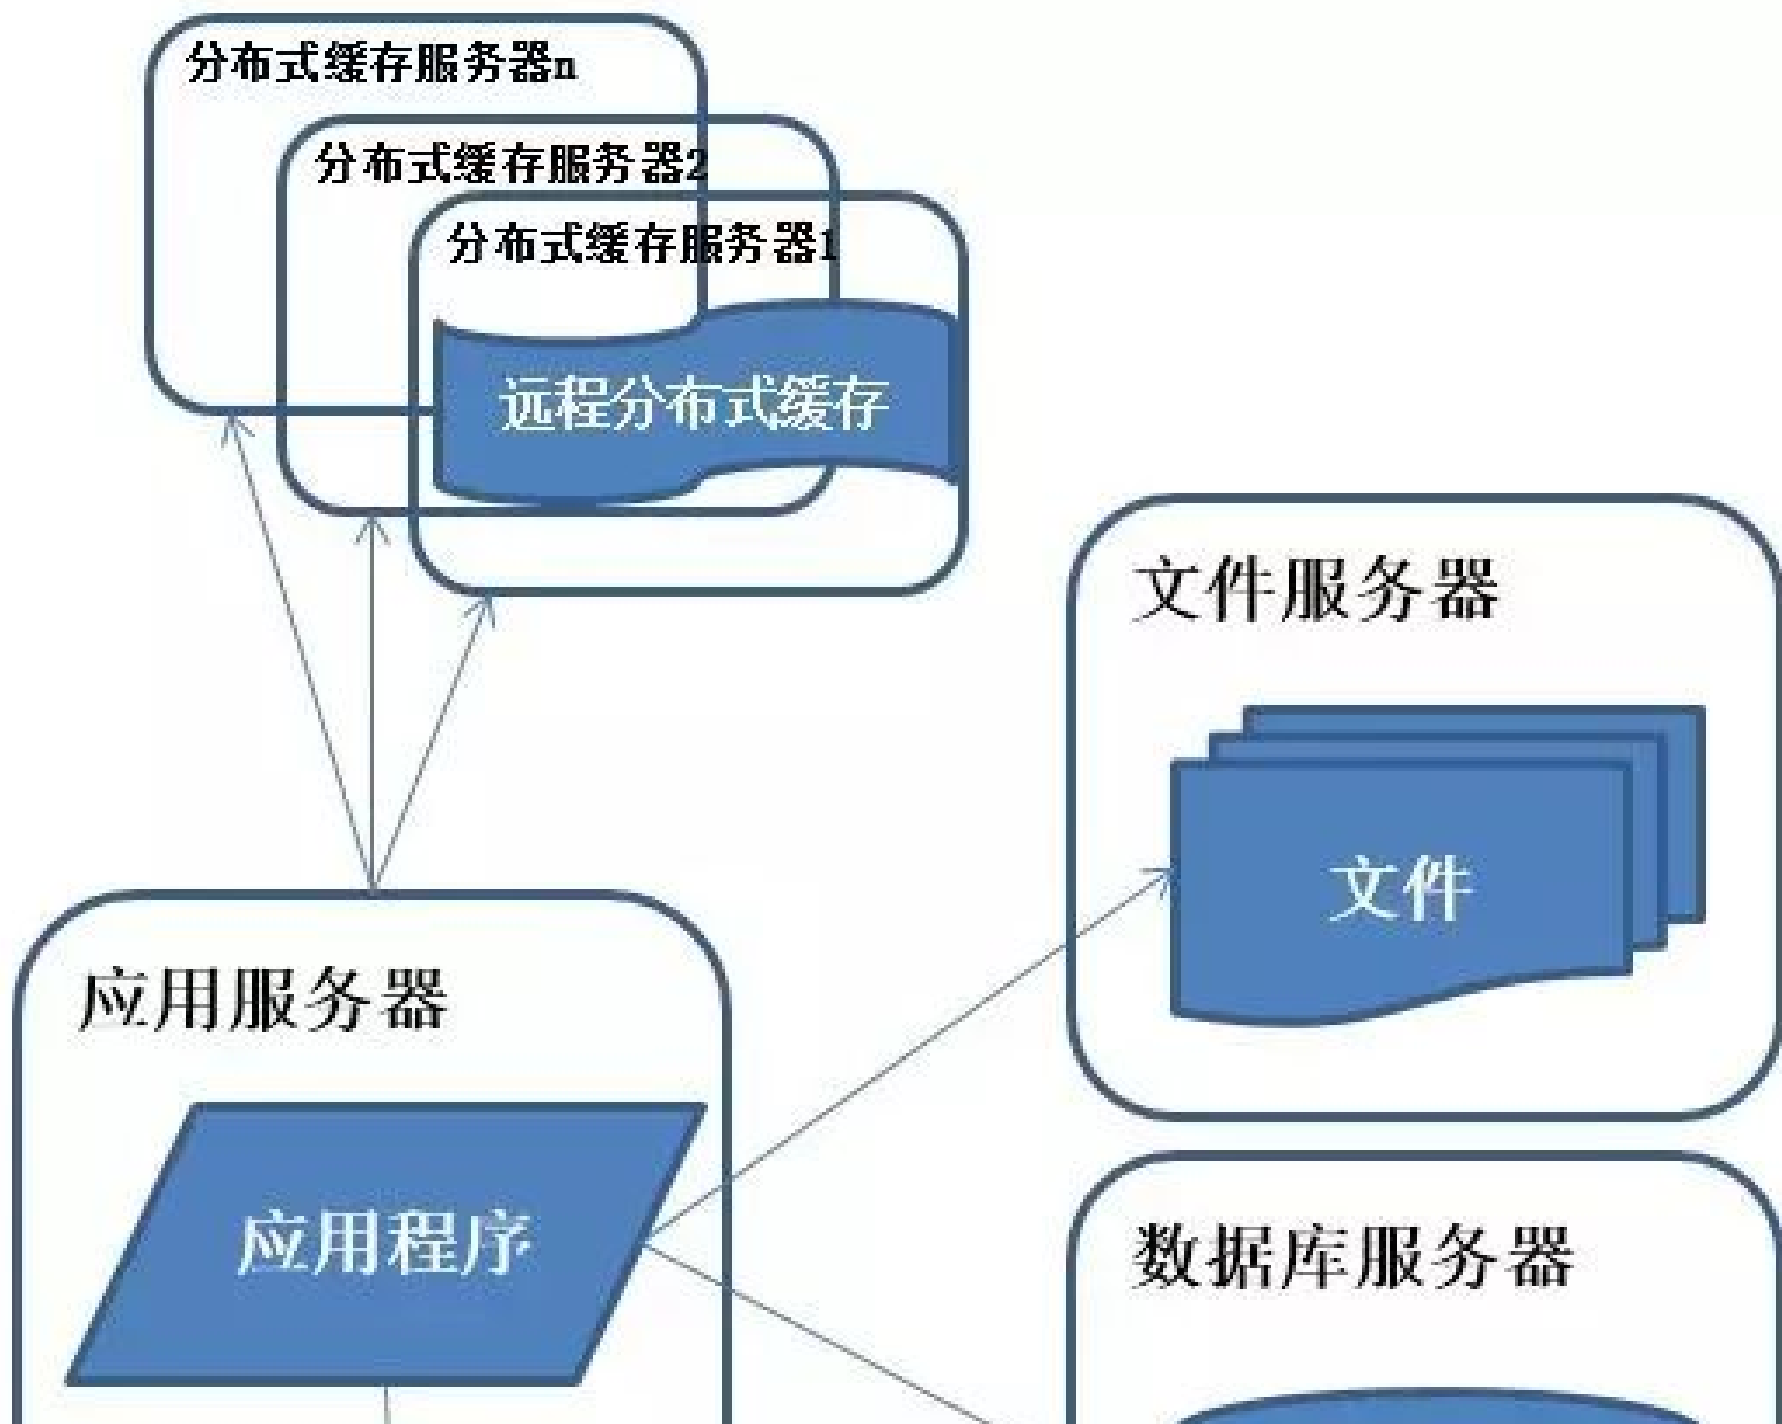 分布式缓存服务器n
分布式缓存服务器2
分布式缓存服务器1
远程分布式缓存
文件服务器
文件
应用服务器
应用程序
数据库服务器